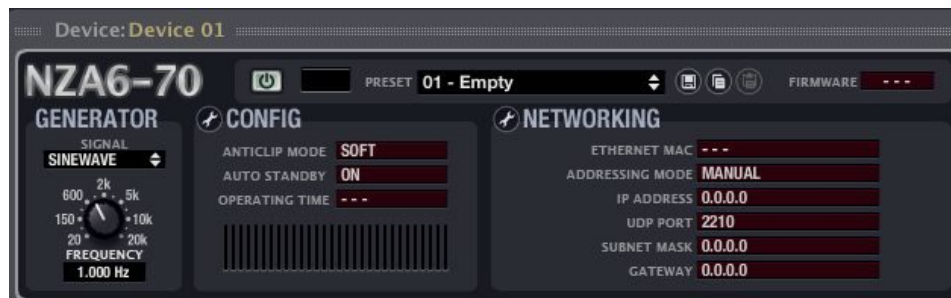 Device: Device 01
NZA6-70
PRESET 01 - Empty
FIRMWARE - - -
GENERATOR
SIGNAL
SINEWAVE
2k
600 5k
150 10k
20 20k
FREQUENCY
1.000 Hz
CONFIG
ANTICLIP MODE SOFT
AUTO STANDBY ON
OPERATING TIME - - -
NETWORKING
ETHERNET MAC - - -
ADDRESSING MODE MANUAL
IP ADDRESS 0.0.0.0
UDP PORT 2210
SUBNET MASK 0.0.0.0
GATEWAY 0.0.0.0